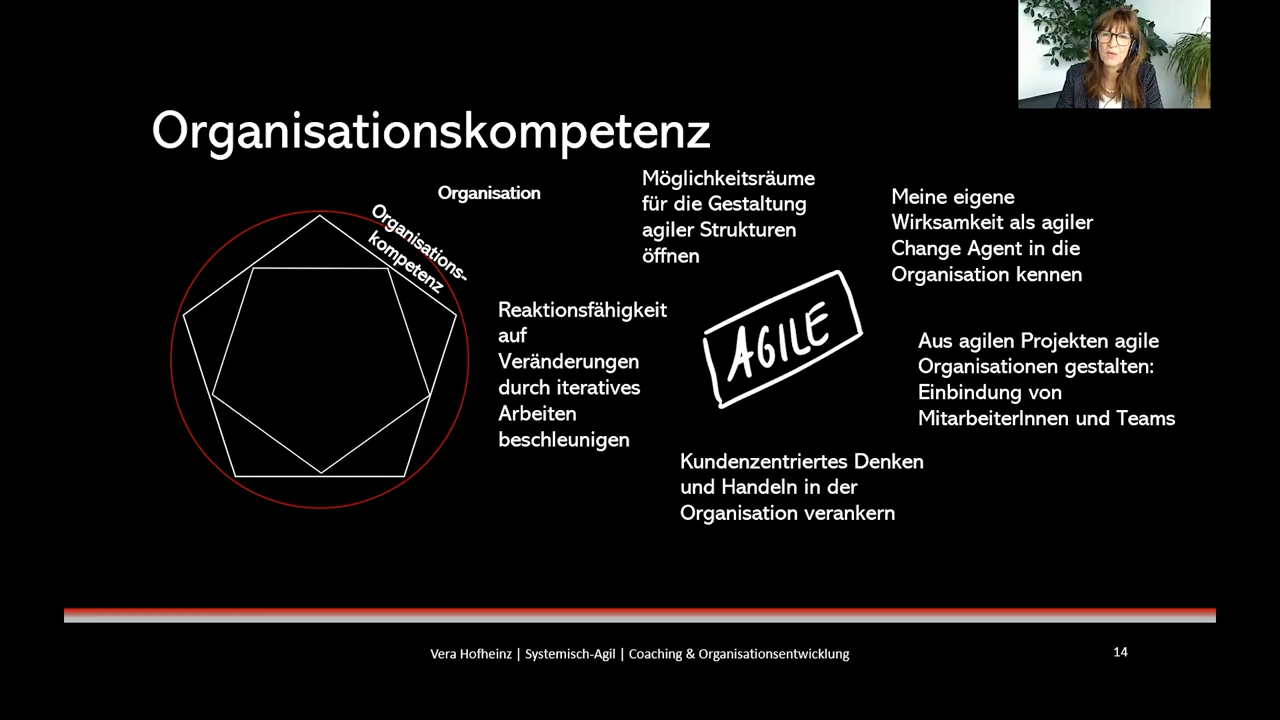 Organisationskompetenz
Organisation
Organisations-
kompetenz
Möglichkeitsräume
für die Gestaltung
agiler Strukturen
öffnen
Meine eigene
Wirksamkeit als agiler
Change Agent in die
Organisation kennen
Reaktionsfähigkeit
auf
Veränderungen
durch iteratives
Arbeiten
beschleunigen
AGILE
Aus agilen Projekten agile
Organisationen gestalten:
Einbindung von
MitarbeiterInnen und Teams
Kundenzentriertes Denken
und Handeln in der
Organisation verankern
Vera Hofheinz | Systemisch-Agil | Coaching & Organisationsentwicklung
14